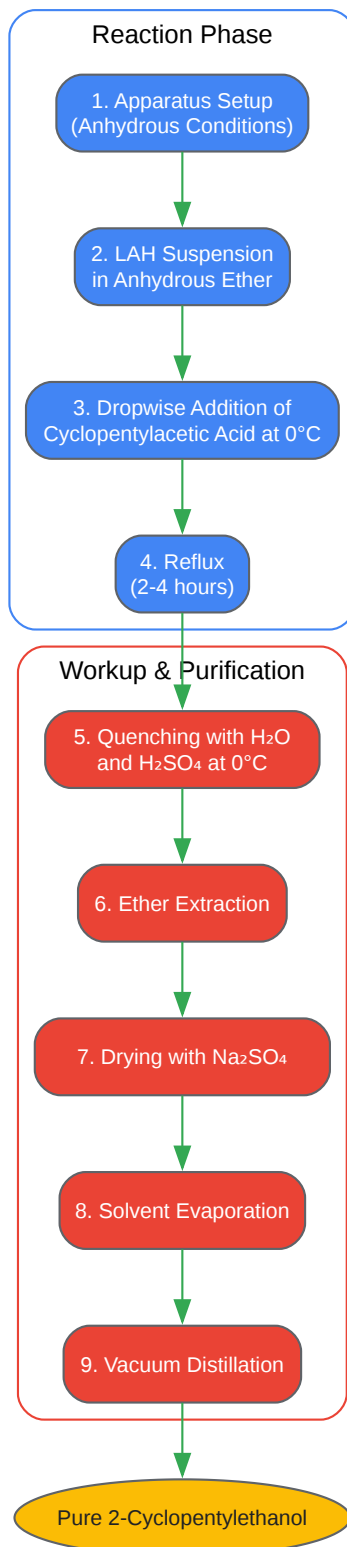 Reaction Phase
1. Apparatus Setup
(Anhydrous Conditions)
2. LAH Suspension
in Anhydrous Ether
3. Dropwise Addition of
Cyclopentylacetic Acid at 0°C
4. Reflux
(2-4 hours)
Workup & Purification
5. Quenching with H₂O
and H₂SO₄ at 0°C
6. Ether Extraction
7. Drying with Na₂SO₄
8. Solvent Evaporation
9. Vacuum Distillation
Pure 2-Cyclopentylethanol